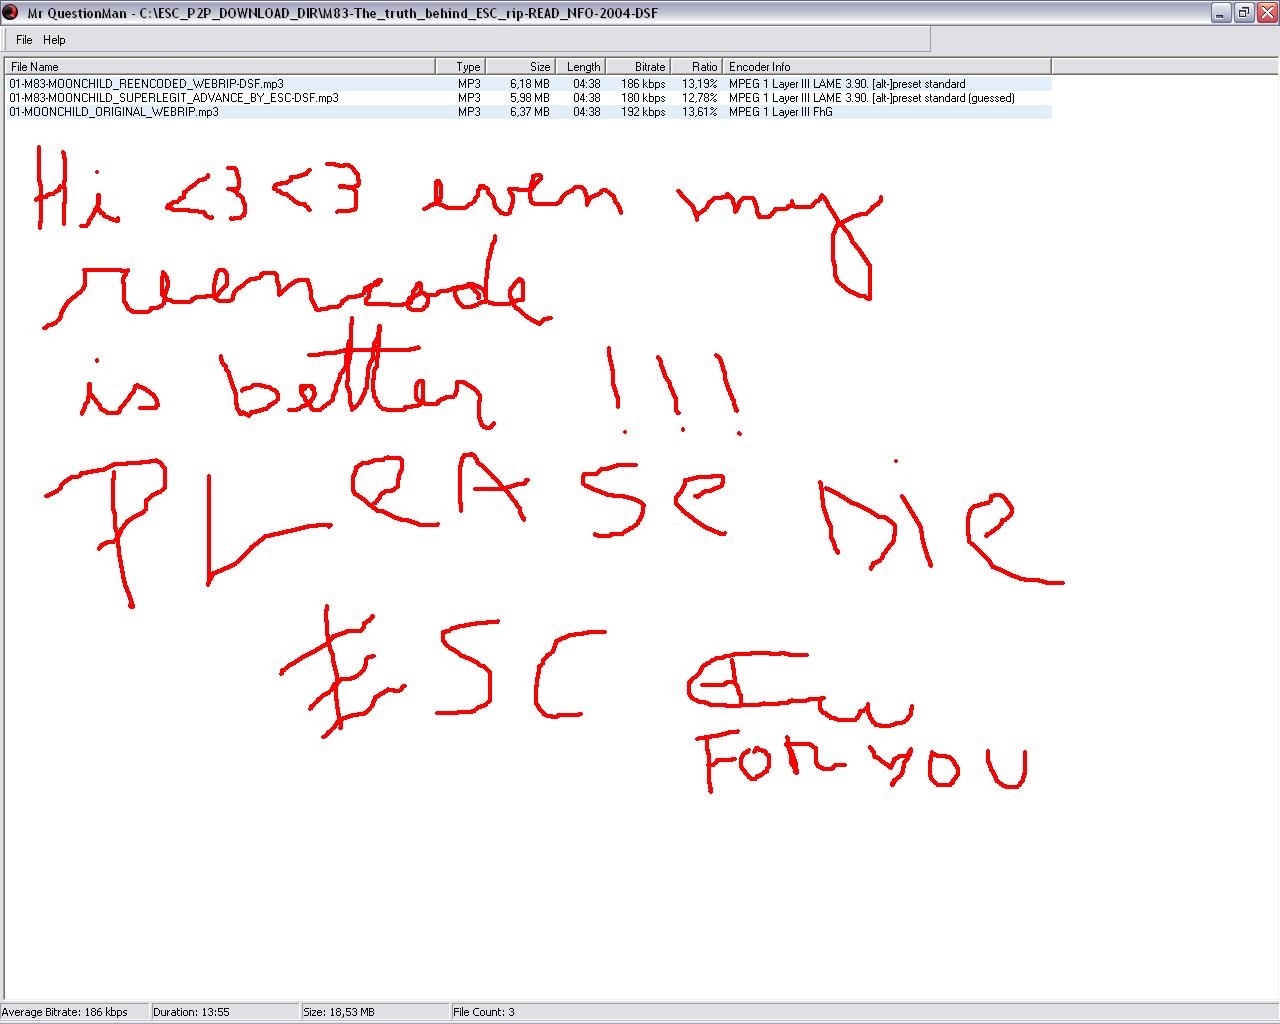 Mr QuestionMan - C:\ESC_P2P_DOWNLOAD_DIR\M83-The_truth_behind_ESC_rip-READ_NFO-2004-DSF
File Help
File Name Type Size Length Bitrate Ratio Encoder Info
01-M83-MOONCHILD_REENCODED_WEBRIP-DSF.mp3 MP3 6,18 MB 04:38 186 kbps 13,19% MPEG 1 Layer III LAME 3.90. [alt-]preset standard
01-M83-MOONCHILD_SUPERLEGIT_ADVANCE_BY_ESC-DSF.mp3 MP3 5,98 MB 04:38 180 kbps 12,78% MPEG 1 Layer III LAME 3.90. [alt-]preset standard (guessed)
01-MOONCHILD_ORIGINAL_WEBRIP.mp3 MP3 6,37 MB 04:38 192 kbps 13,61% MPEG 1 Layer III FhG
Hi <3 <3 even my
reencode
is better !!!
PLeASe Die
ESC
FOR YOU
Average Bitrate: 186 kbps Duration: 13:55 Size: 18,53 MB File Count: 3